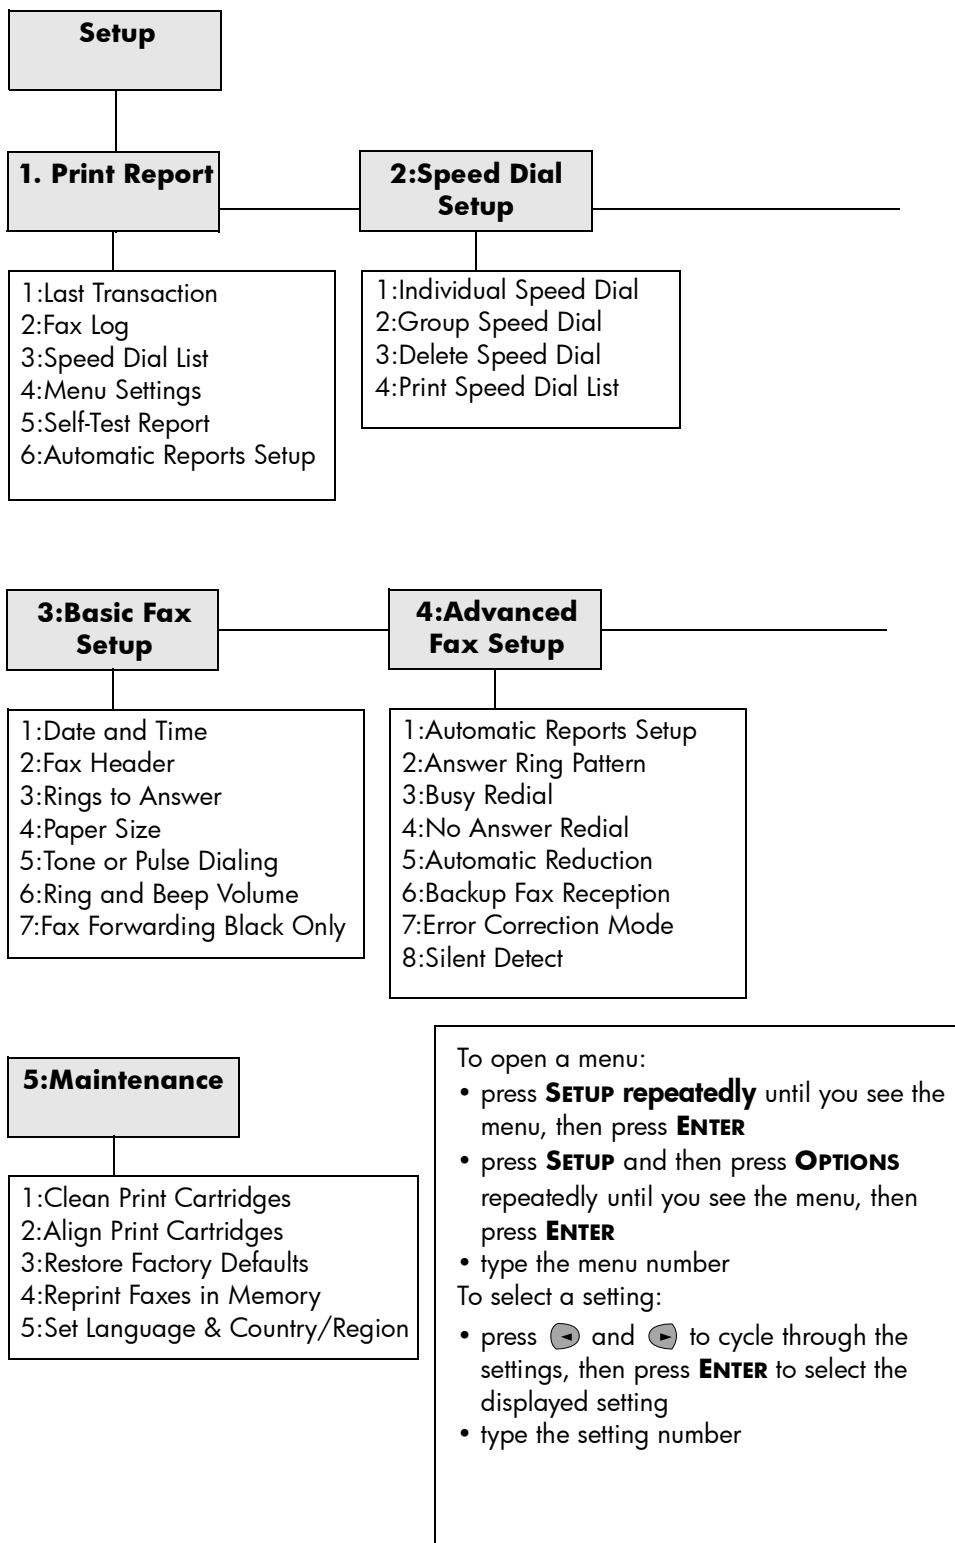 Setup
1. Print Report
2:Speed Dial
Setup
1:Last Transaction
2:Fax Log
3:Speed Dial List
4:Menu Settings
5:Self-Test Report
6:Automatic Reports Setup
1:Individual Speed Dial
2:Group Speed Dial
3:Delete Speed Dial
4:Print Speed Dial List
3:Basic Fax
Setup
4:Advanced
Fax Setup
1:Date and Time
2:Fax Header
3:Rings to Answer
4:Paper Size
5:Tone or Pulse Dialing
6:Ring and Beep Volume
7:Fax Forwarding Black Only
1:Automatic Reports Setup
2:Answer Ring Pattern
3:Busy Redial
4:No Answer Redial
5:Automatic Reduction
6:Backup Fax Reception
7:Error Correction Mode
8:Silent Detect
5:Maintenance
1:Clean Print Cartridges
2:Align Print Cartridges
3:Restore Factory Defaults
4:Reprint Faxes in Memory
5:Set Language & Country/Region
To open a menu:
• press SETUP repeatedly until you see the
menu, then press ENTER
• press SETUP and then press OPTIONS
repeatedly until you see the menu, then
press ENTER
• type the menu number
To select a setting:
• press ◄ and ► to cycle through the
settings, then press ENTER to select the
displayed setting
• type the setting number